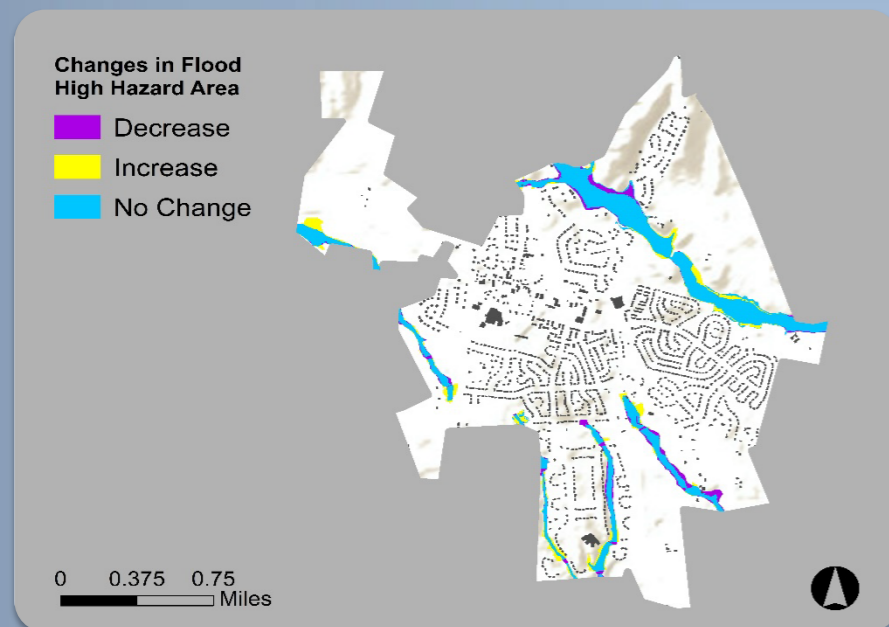 Changes in Flood
High Hazard Area
Decrease
Increase
No Change
0 0.375 0.75
Miles